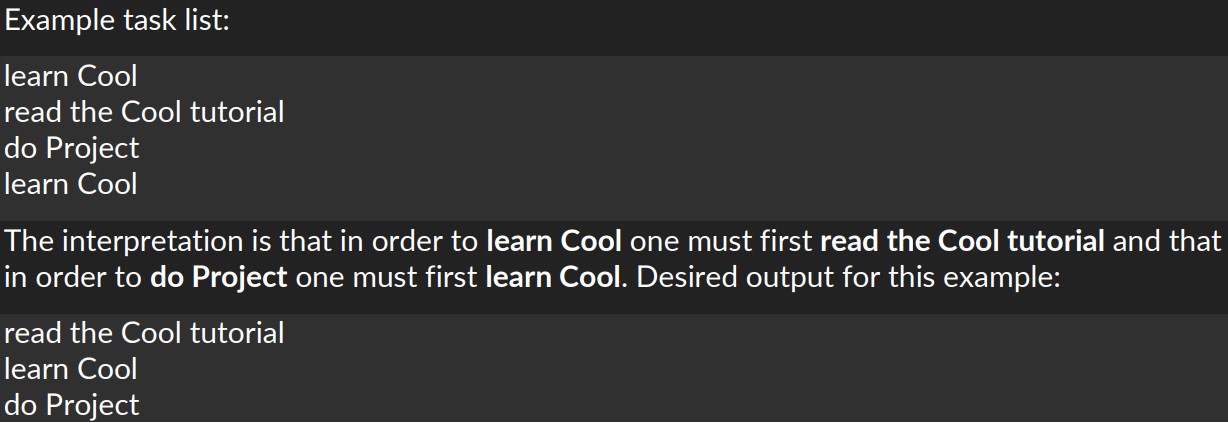 Example task list:
learn Cool
read the Cool tutorial
do Project
learn Cool
The interpretation is that in order to learn Cool one must first read the Cool tutorial and that
in order to do Project one must first learn Cool. Desired output for this example:
read the Cool tutorial
learn Cool
do Project